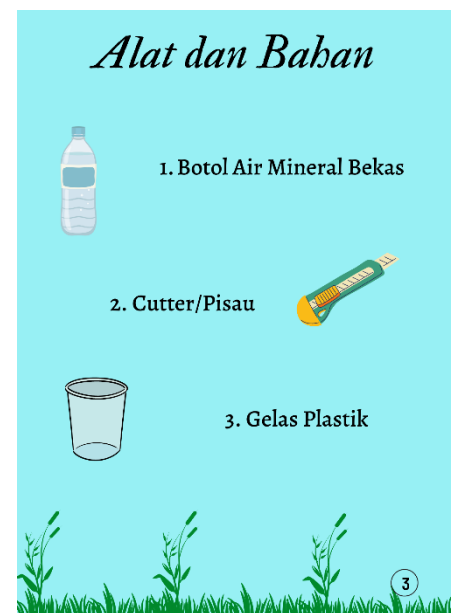 Alat dan Bahan
1. Botol Air Mineral Bekas
2. Cutter/Pisau
3. Gelas Plastik
3